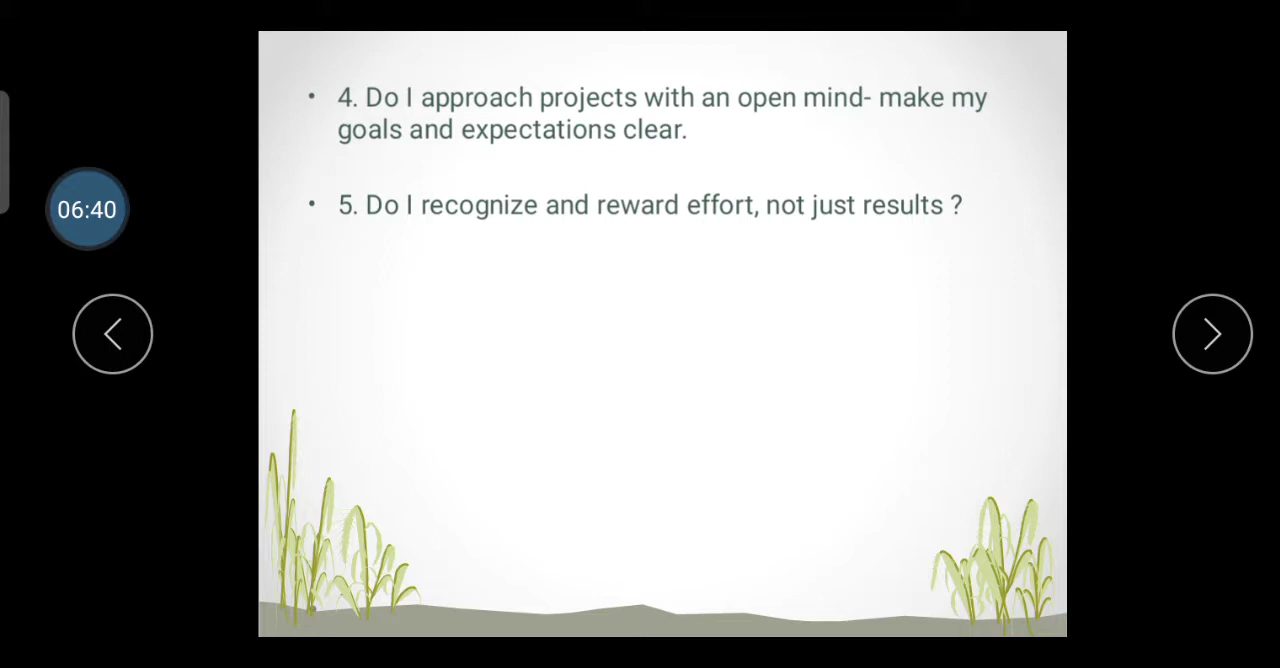 • 4. Do I approach projects with an open mind- make my
goals and expectations clear.
• 5. Do I recognize and reward effort, not just results ?
06:40